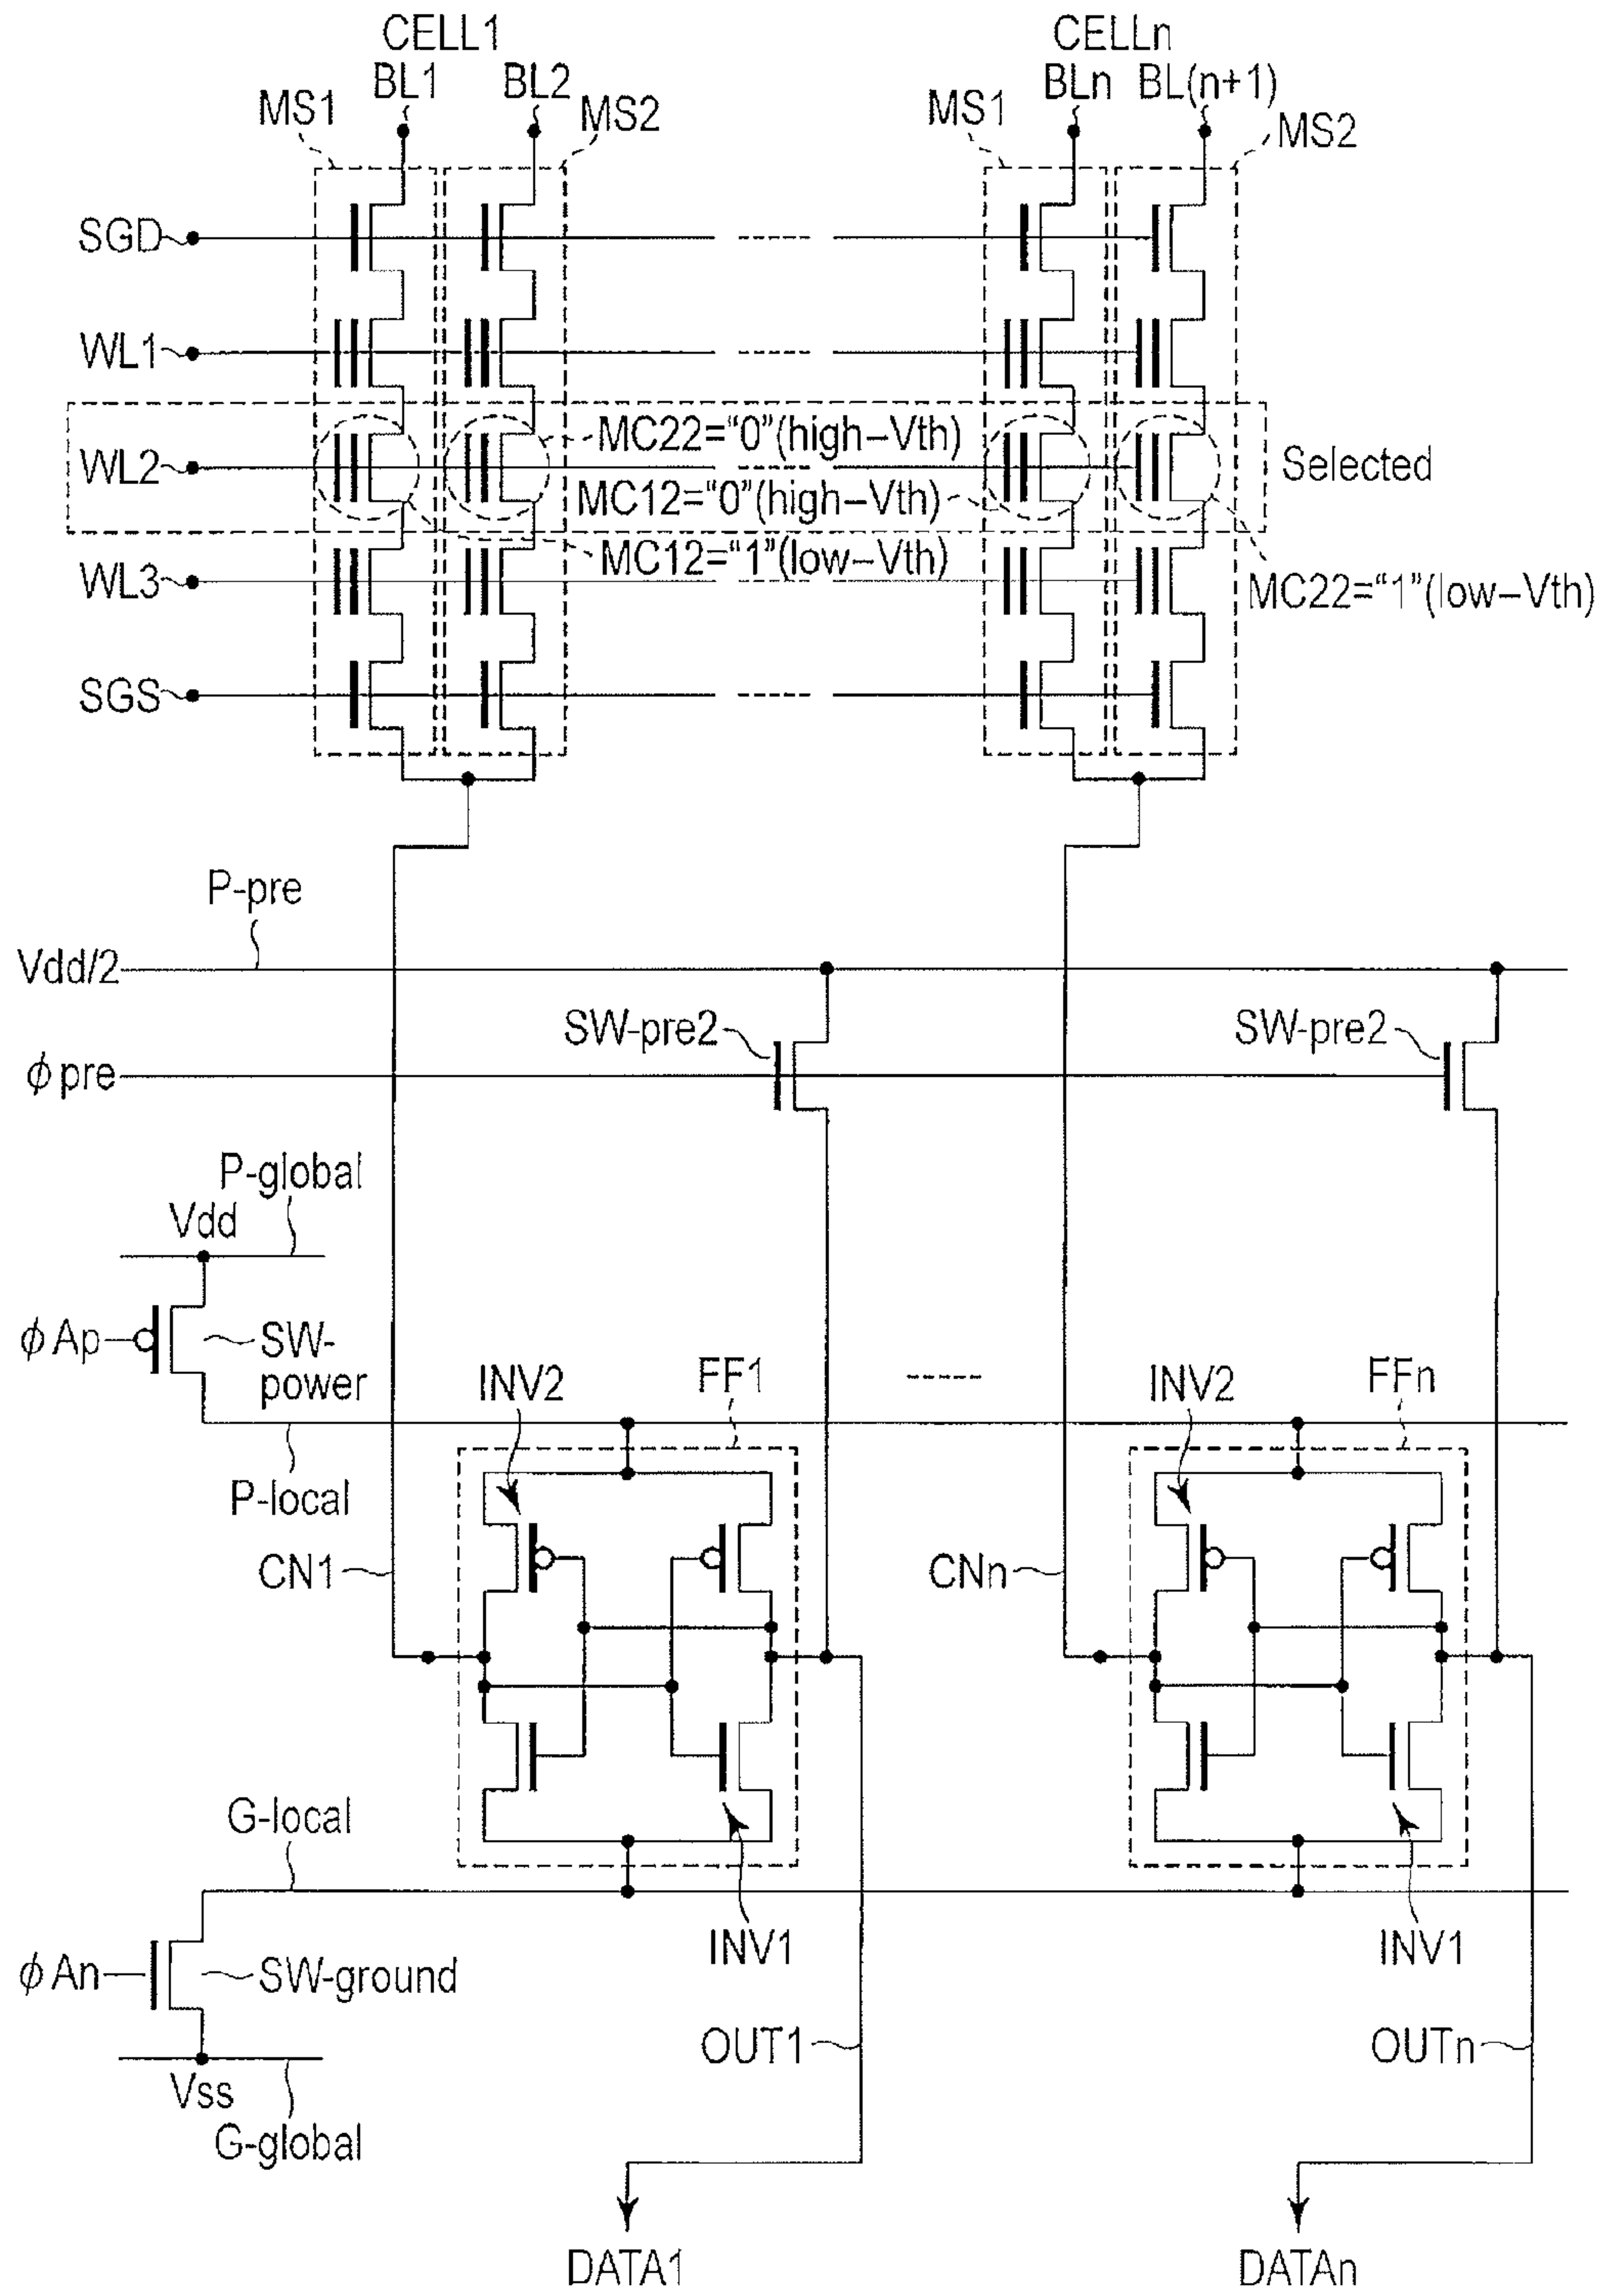 CELL1
CELLn
BL1
BL2
BLn
BL(n+1)
MS1
MS2
MS1
MS2
SGD
WL1
MC22="0"(high–Vth)
WL2
Selected
MC12="0"(high–Vth)
MC12="1"(low–Vth)
WL3
MC22="1"(low–Vth)
SGS
P-pre
Vdd/2
SW-pre2
SW-pre2
ϕpre
P-global
Vdd
ϕAp
SW-
power
INV2
FF1
INV2
FFn
P-local
CN1
CNn
G-local
INV1
INV1
ϕAn
SW-ground
OUT1
OUTn
Vss
G-global
DATA1
DATAn